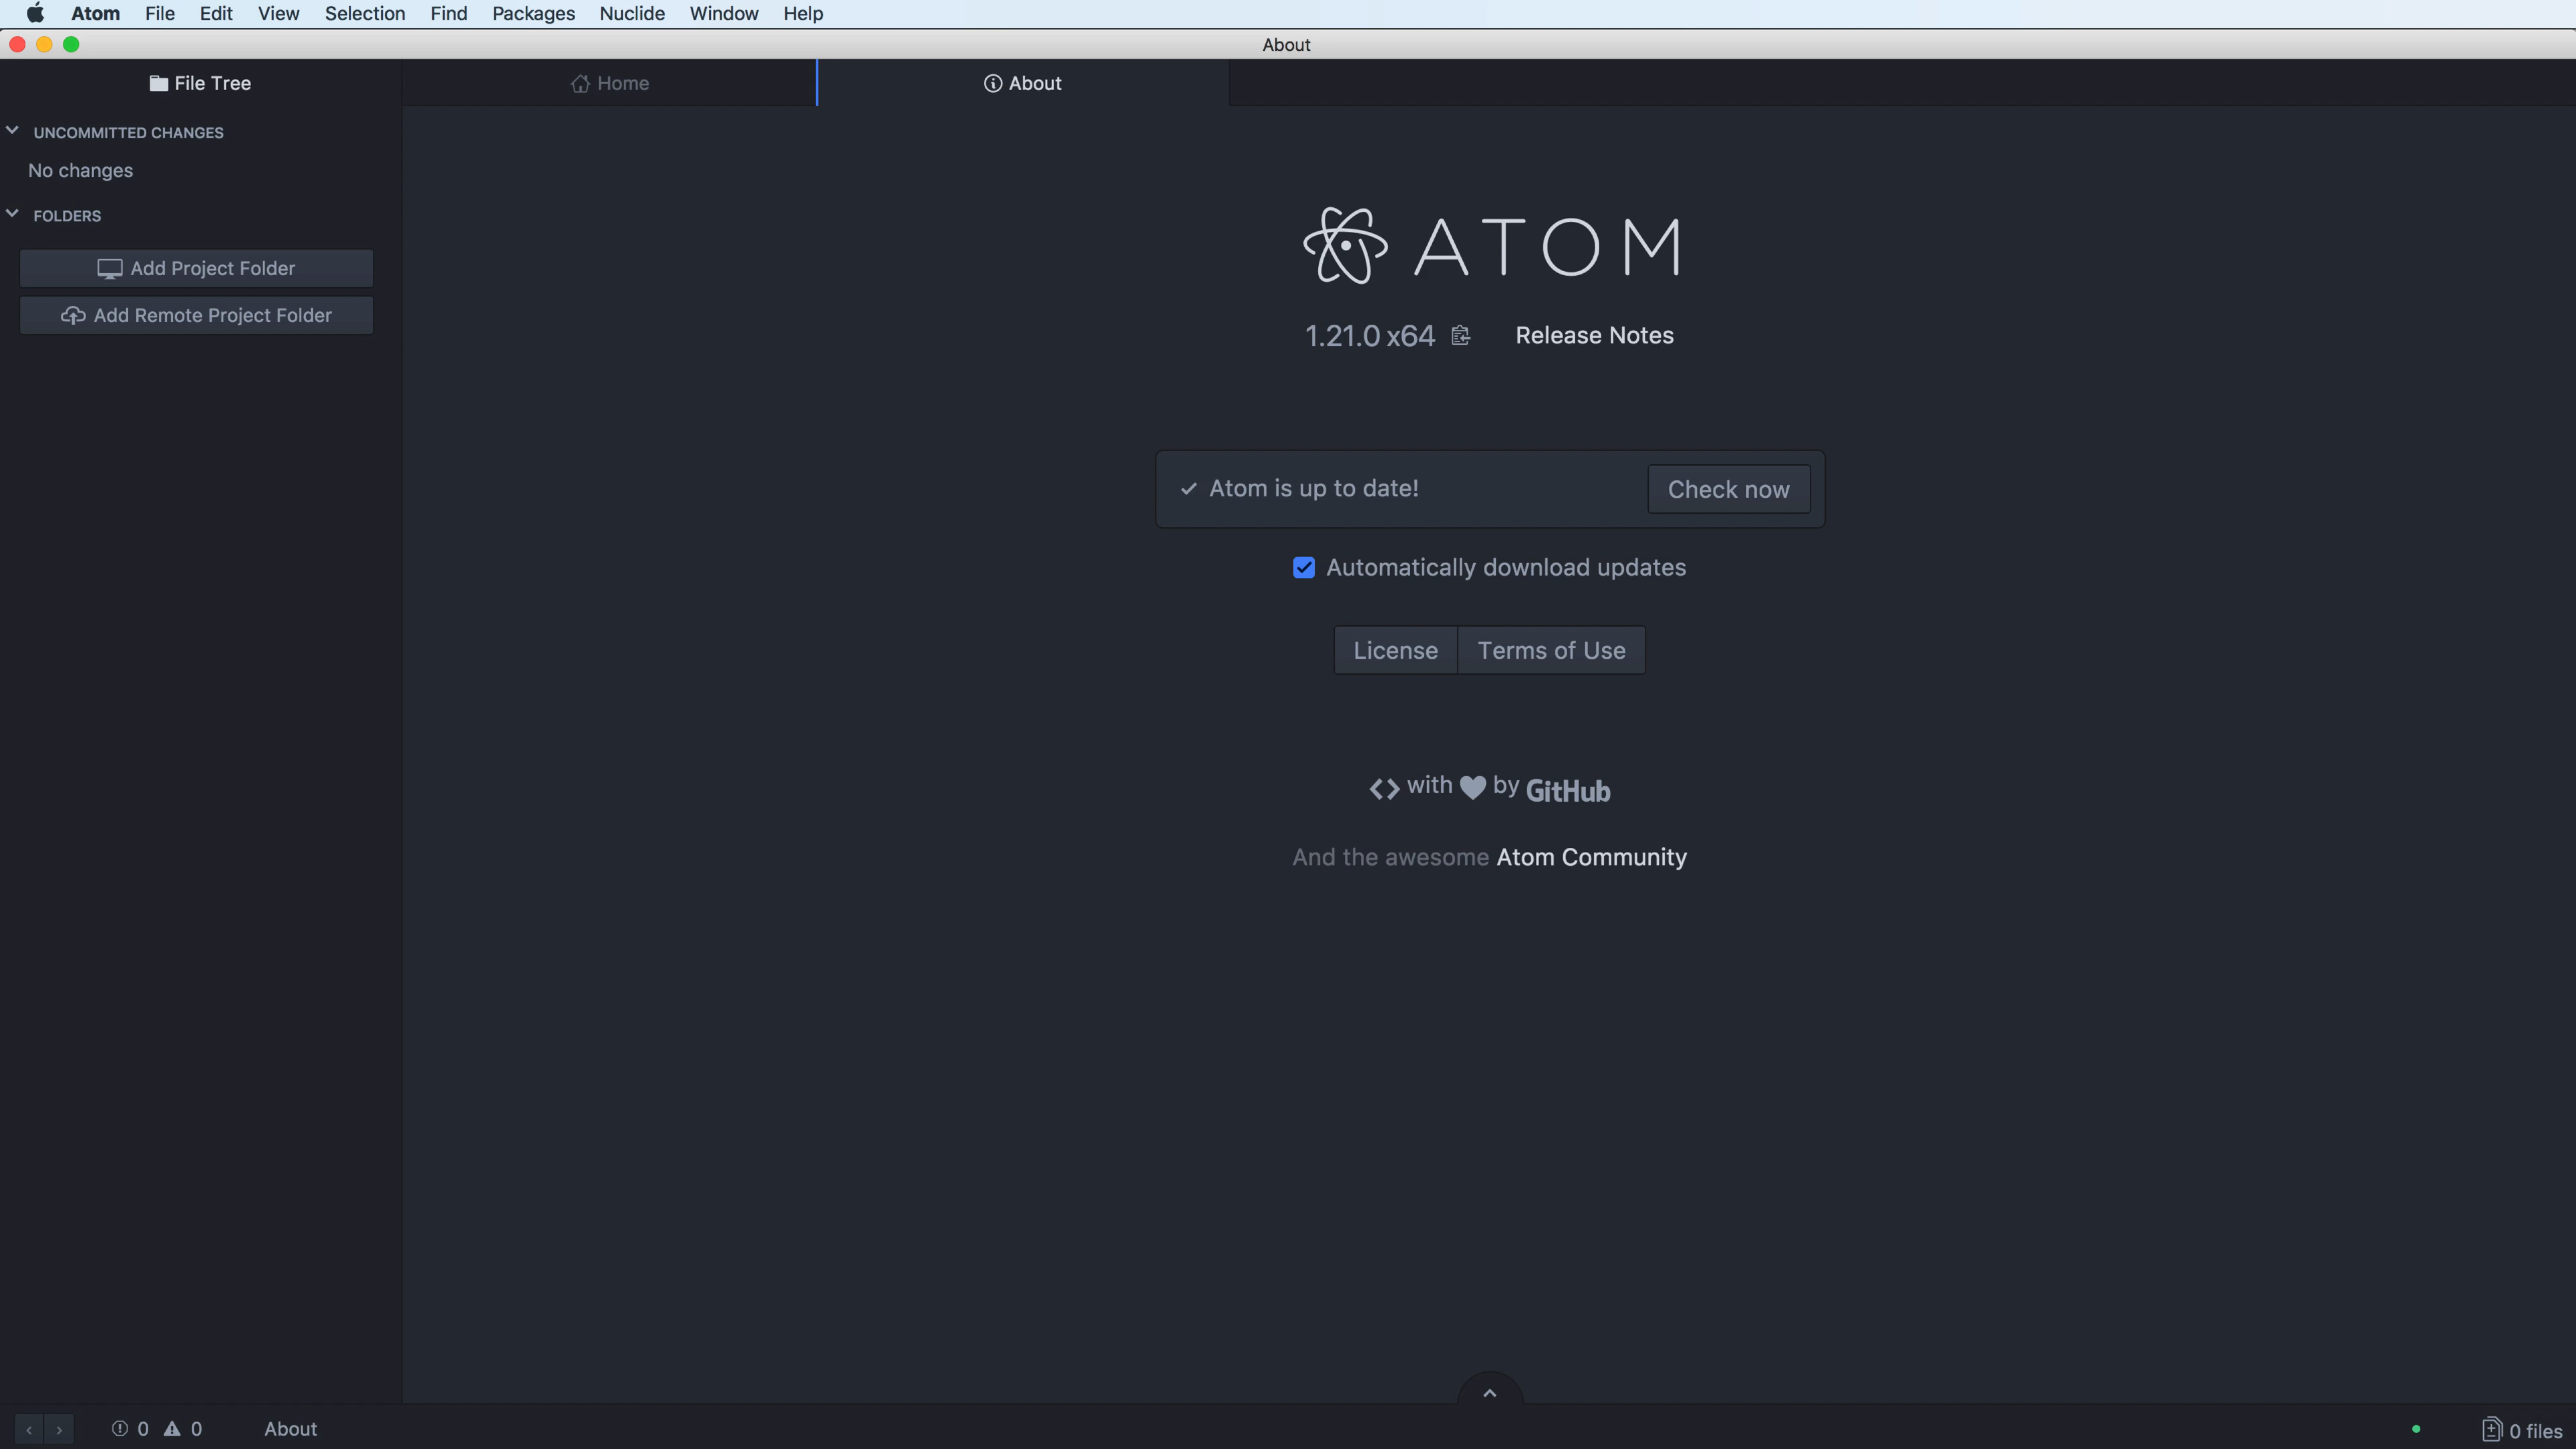 Atom File Edit View Selection Find Packages Nuclide Window Help
About
File Tree
Home
About
UNCOMMITTED CHANGES
No changes
FOLDERS
Add Project Folder
Add Remote Project Folder
ATOM
1.21.0 x64 Release Notes
Atom is up to date! Check now
Automatically download updates
License Terms of Use
with by GitHub
And the awesome Atom Community
0 0 About 0 files